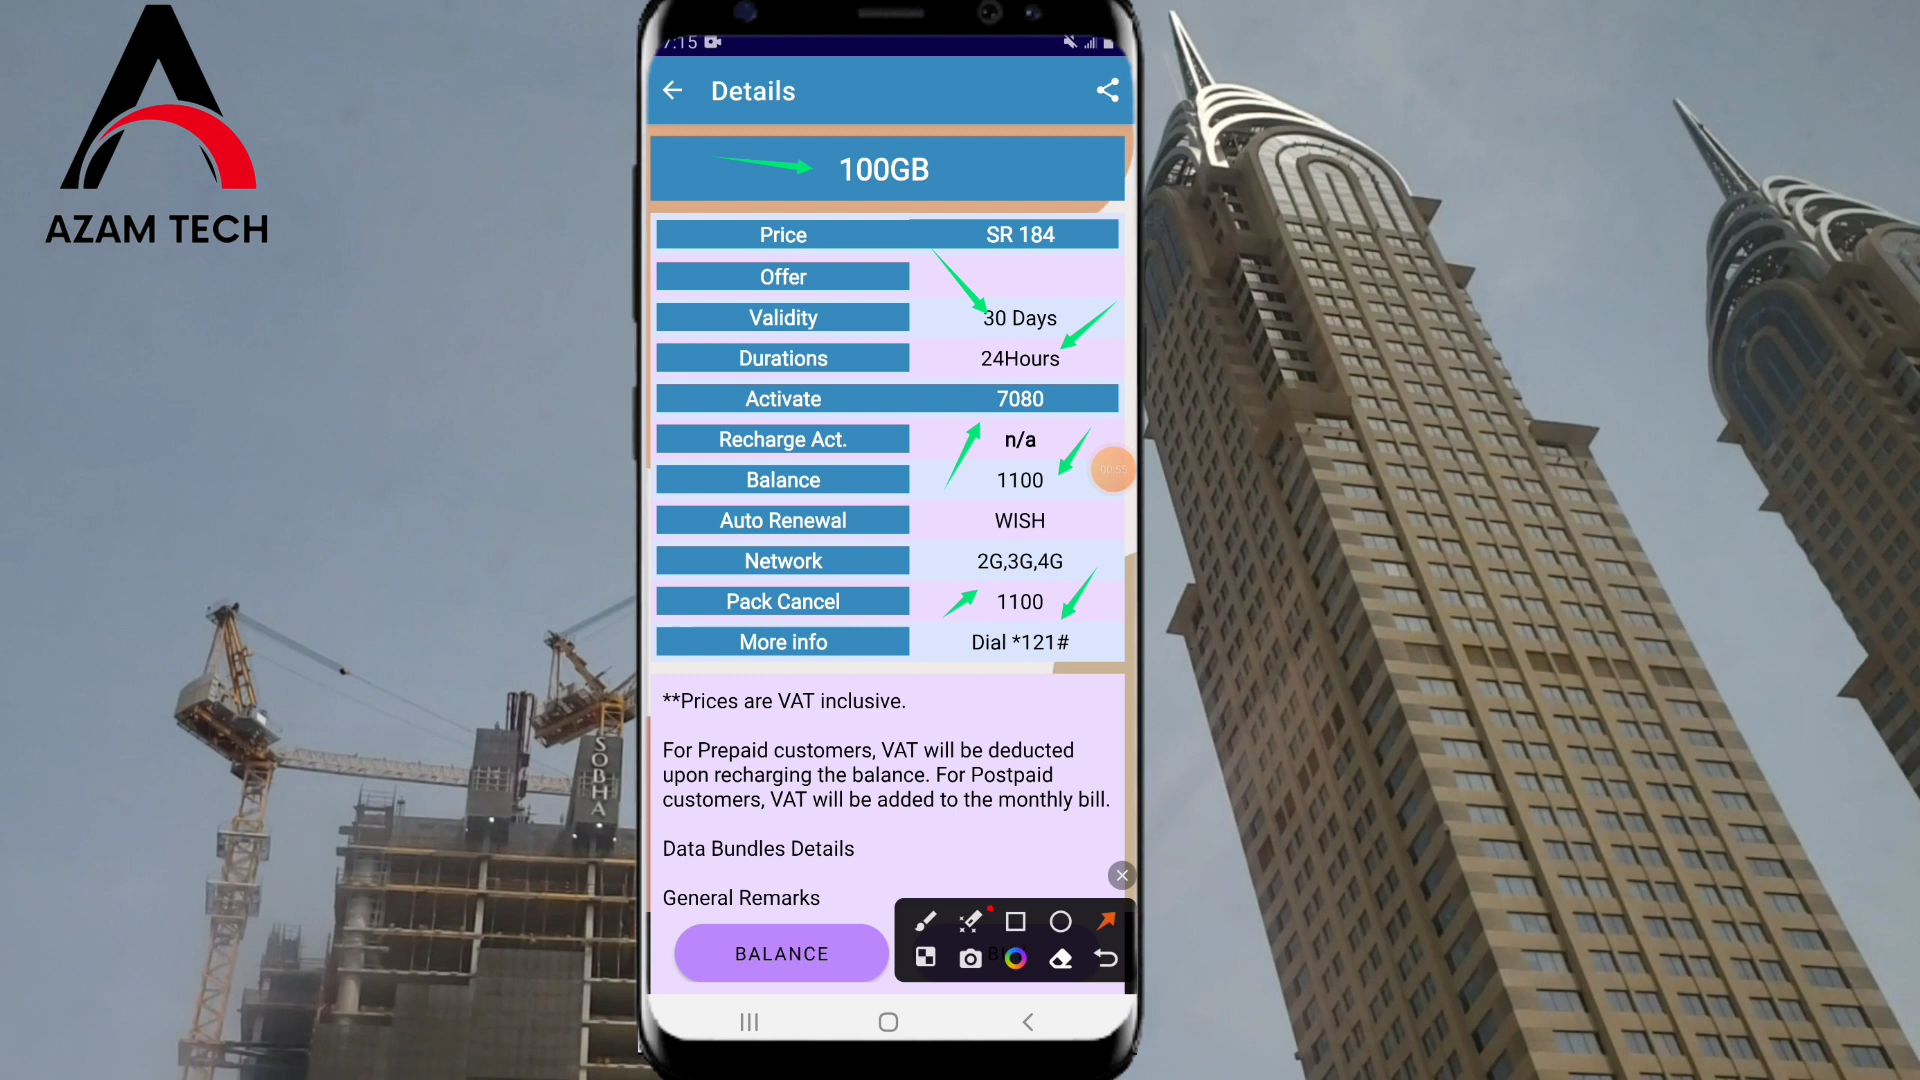 AZAM TECH
7:15
Details
100GB
Price SR 184
Offer
Validity 30 Days
Durations 24Hours
Activate 7080
Recharge Act. n/a
Balance 1100
Auto Renewal WISH
Network 2G,3G,4G
Pack Cancel 1100
More info Dial *121#
**Prices are VAT inclusive.
For Prepaid customers, VAT will be deducted
upon recharging the balance. For Postpaid
customers, VAT will be added to the monthly bill.
Data Bundles Details
General Remarks
BALANCE
00:55
SOBHA